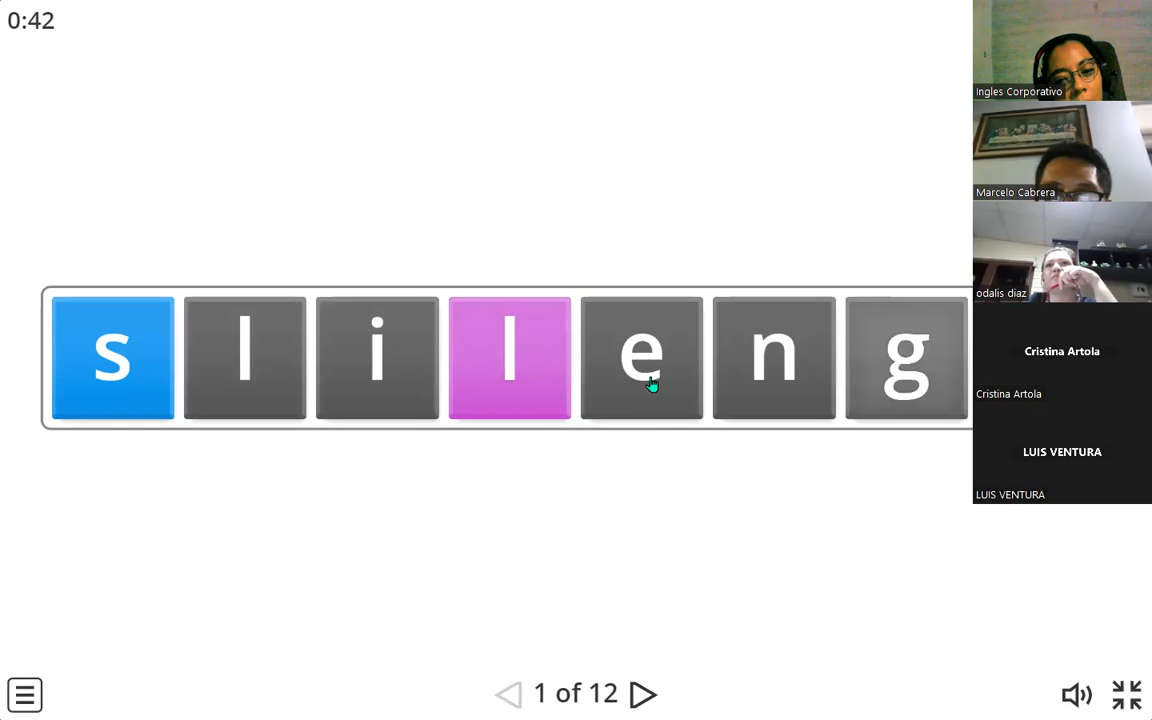 0:42
s l i l e n g
1 of 12
Ingles Corporativo
Marcelo Cabrera
odalis diaz
Cristina Artola
Cristina Artola
LUIS VENTURA
LUIS VENTURA